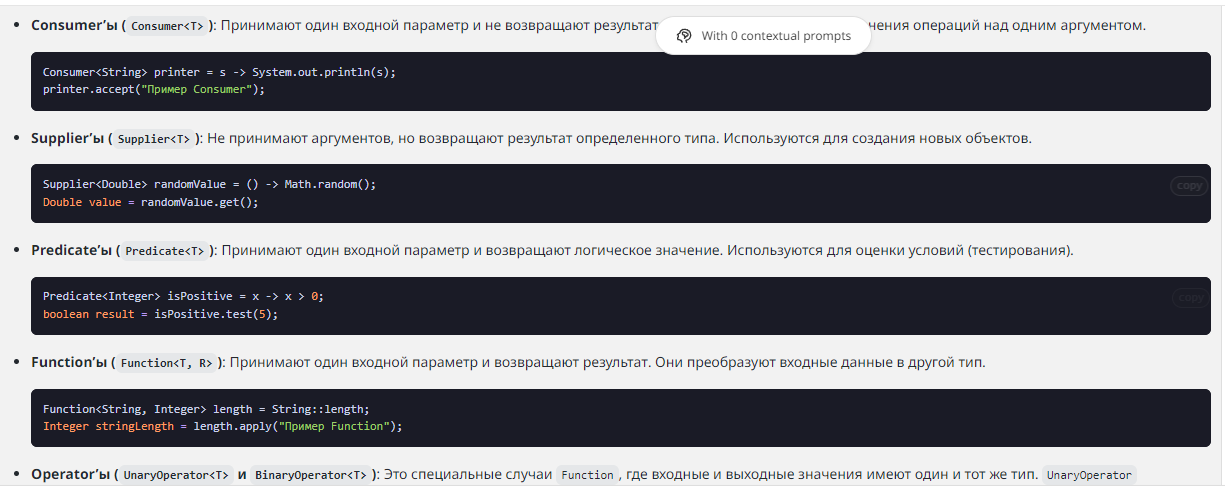 Consumer’ы ( Consumer<T> ): Принимают один входной параметр и не возвращают результат нения операций над одним аргументом.
With 0 contextual prompts
Consumer<String> printer = s -> System.out.println(s);
printer.accept("Пример Consumer");
Supplier’ы ( Supplier<T> ): Не принимают аргументов, но возвращают результат определенного типа. Используются для создания новых объектов.
Supplier<Double> randomValue = () -> Math.random();
copy
Double value = randomValue.get();
Predicate’ы ( Predicate<T> ): Принимают один входной параметр и возвращают логическое значение. Используются для оценки условий (тестирования).
Predicate<Integer> isPositive = x -> x > 0;
copy
boolean result = isPositive.test(5);
Function’ы ( Function<T, R> ): Принимают один входной параметр и возвращают результат. Они преобразуют входные данные в другой тип.
Function<String, Integer> length = String::length;
Integer stringLength = length.apply("Пример Function");
Operator’ы ( UnaryOperator<T> и BinaryOperator<T> ): Это специальные случаи Function , где входные и выходные значения имеют один и тот же тип. UnaryOperator